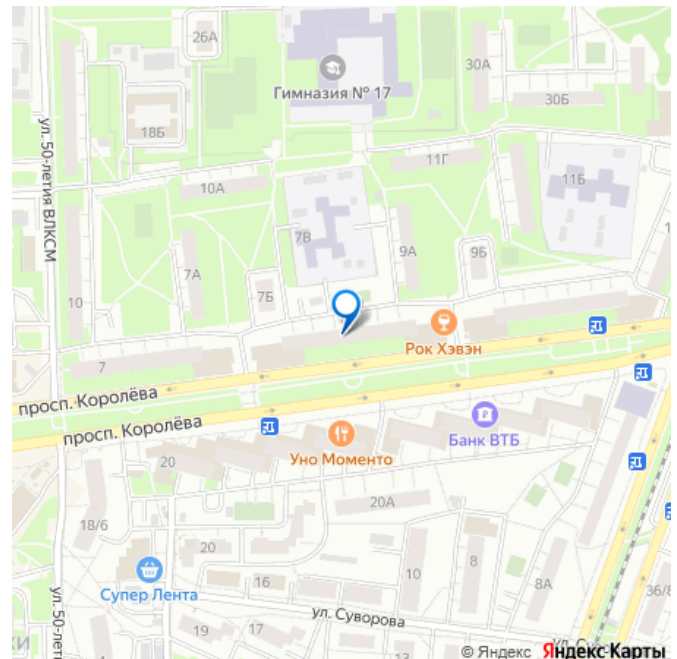 26А
30А
Гимназия № 17
30Б
18Б
ул. 50-летия ВЛКСМ
11Г
10А
11Б
7В
9А
9Б
7А
7Б
10
Рок Хэвэн
7
просп. Королёва
просп. Королёва
Банк ВТБ
Уно Моменто
20
20А
18/6
20
10
8
16
8А
36/8
Супер Лента
ул. Суворова
19
17
ул. 50-лет
КИ
© Яндекс Яндекс Карты